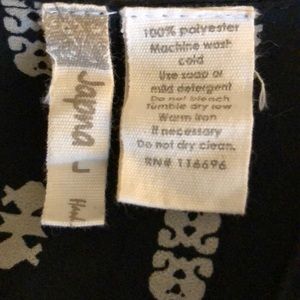 Japna
L
100% polyester
Machine wash
cold
Use soap or
mild detergent
Do not bleach
Tumble dry low
Warm iron
if necessary
Do not dry clean.
RN# 116696